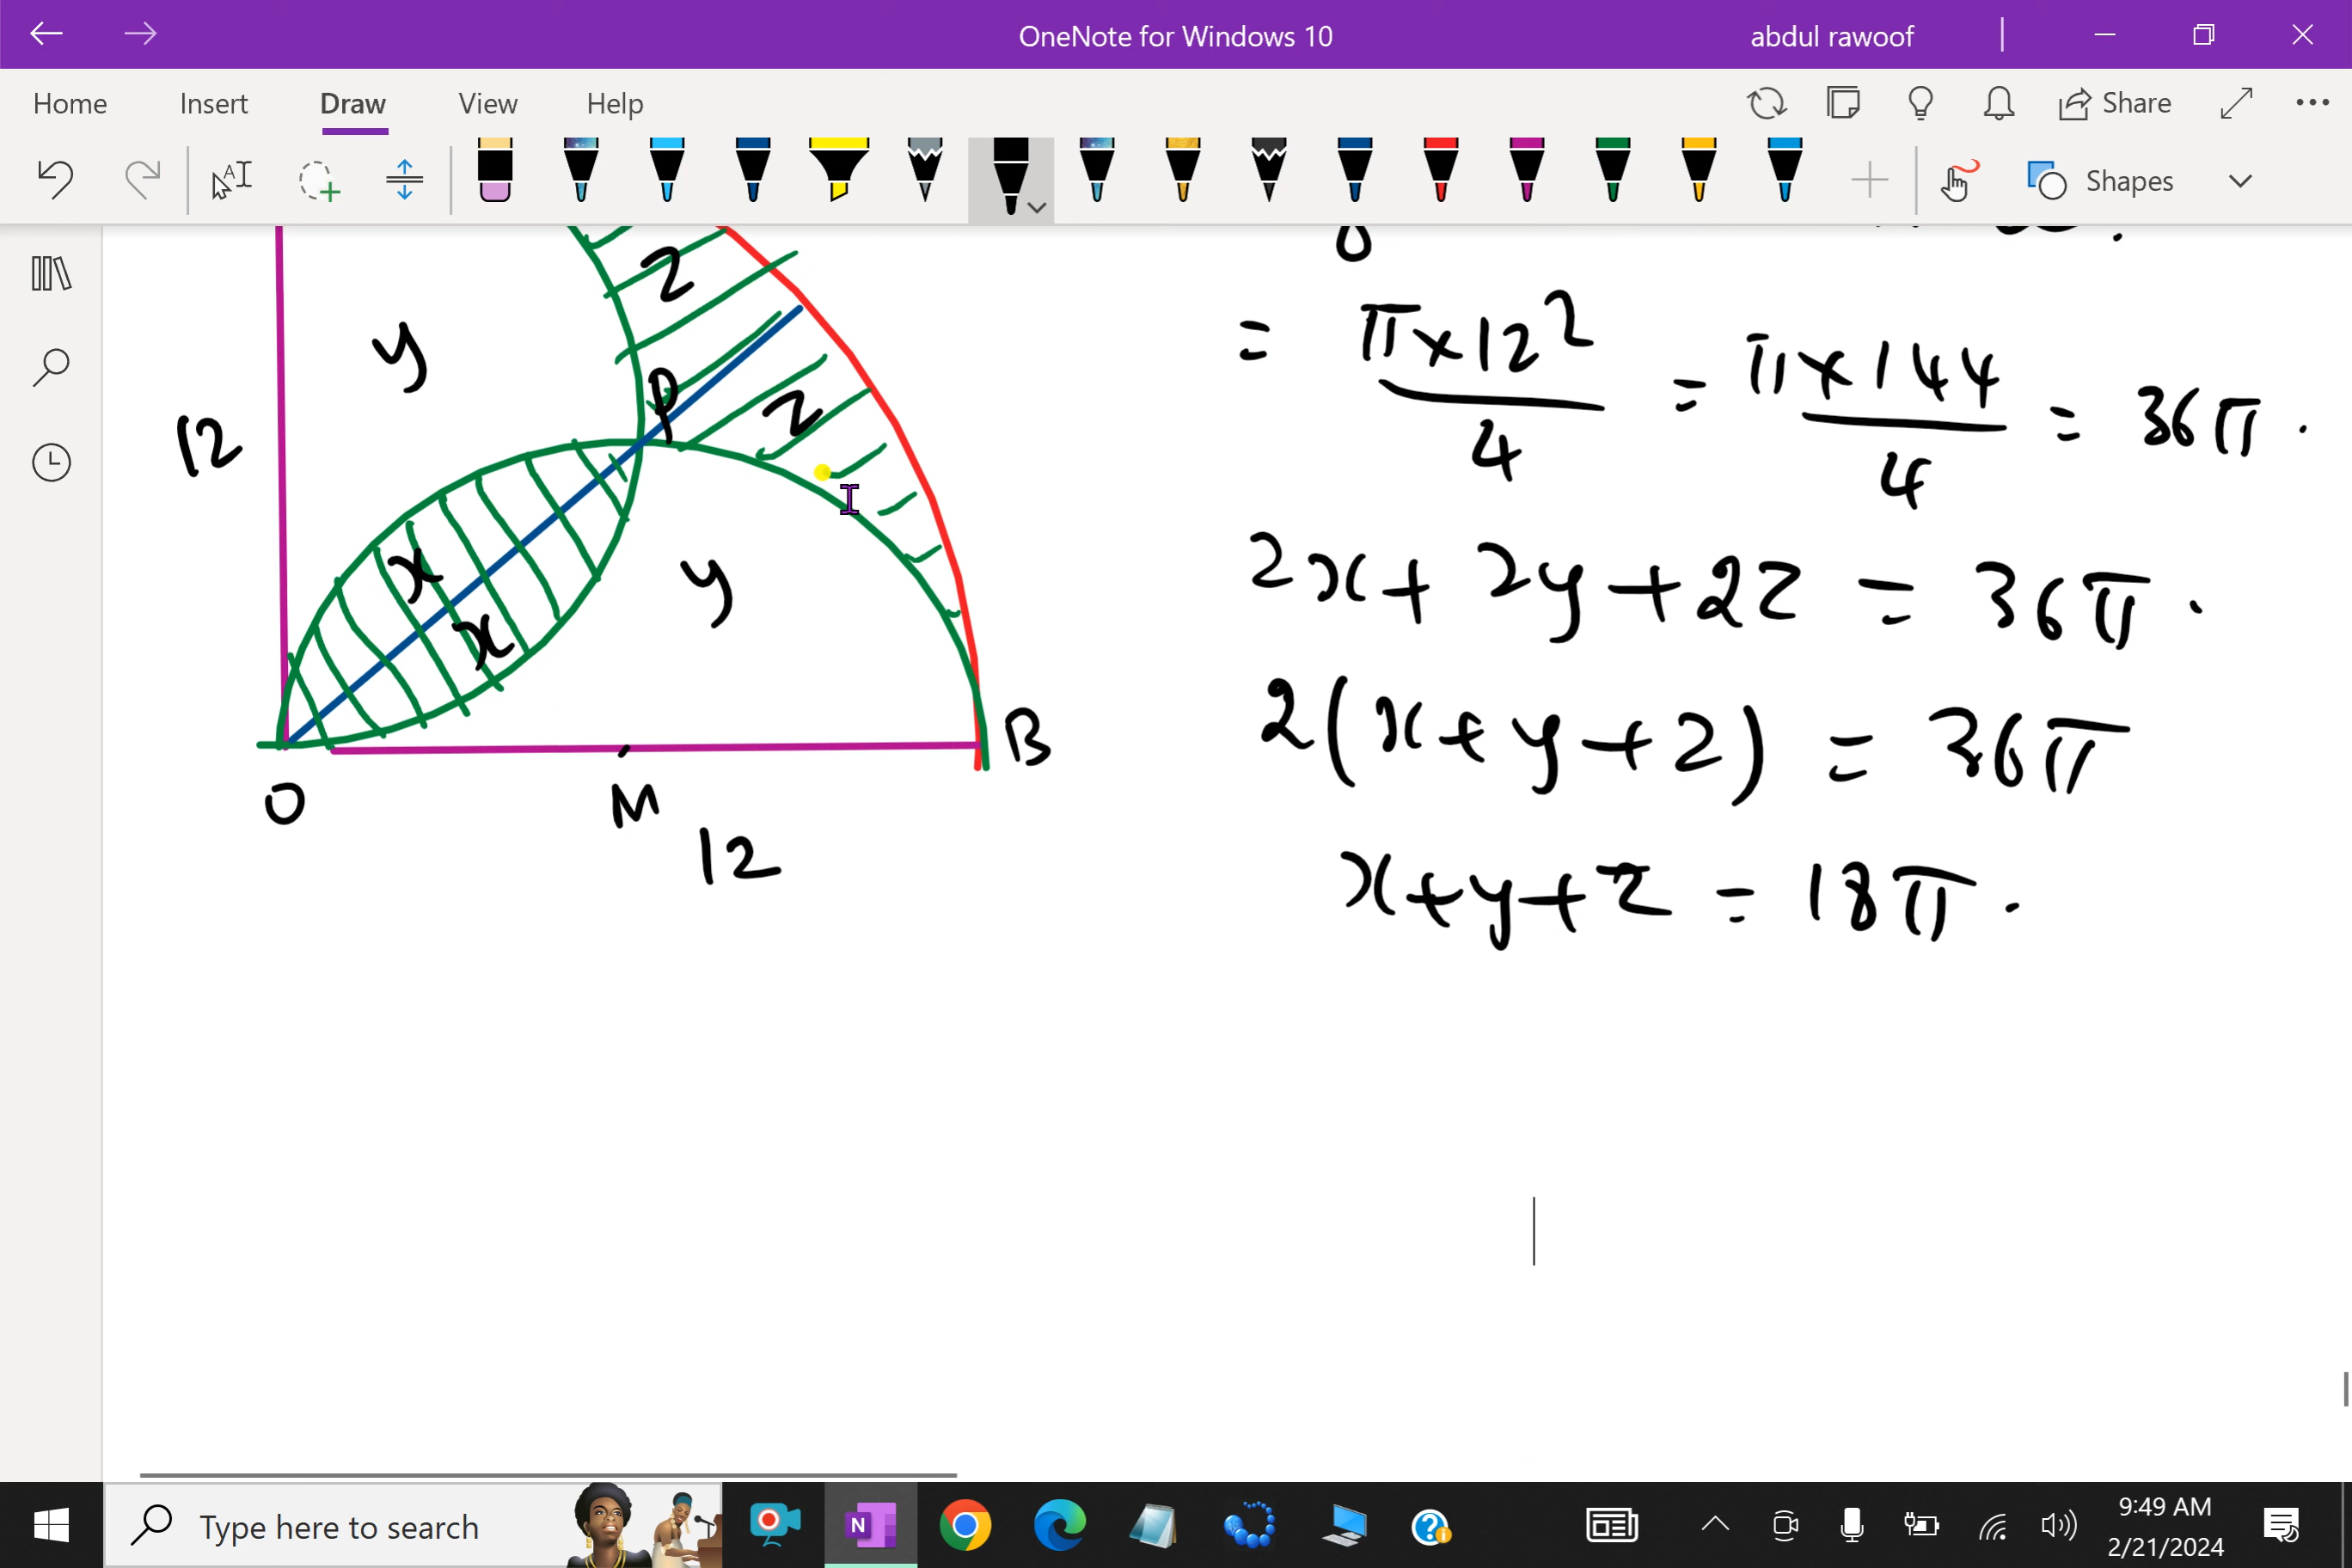 OneNote for Windows 10
abdul rawoof
Home
Insert
Draw
View
Help
Share
Shapes
12
y
z
z
P
x
x
y
O
M
B
12
= π×12² / 4 = π×144 / 4 = 36π.
2x + 2y + 2z = 36π.
2(x + y + z) = 36π
x + y + z = 18π.
Type here to search
9:49 AM
2/21/2024